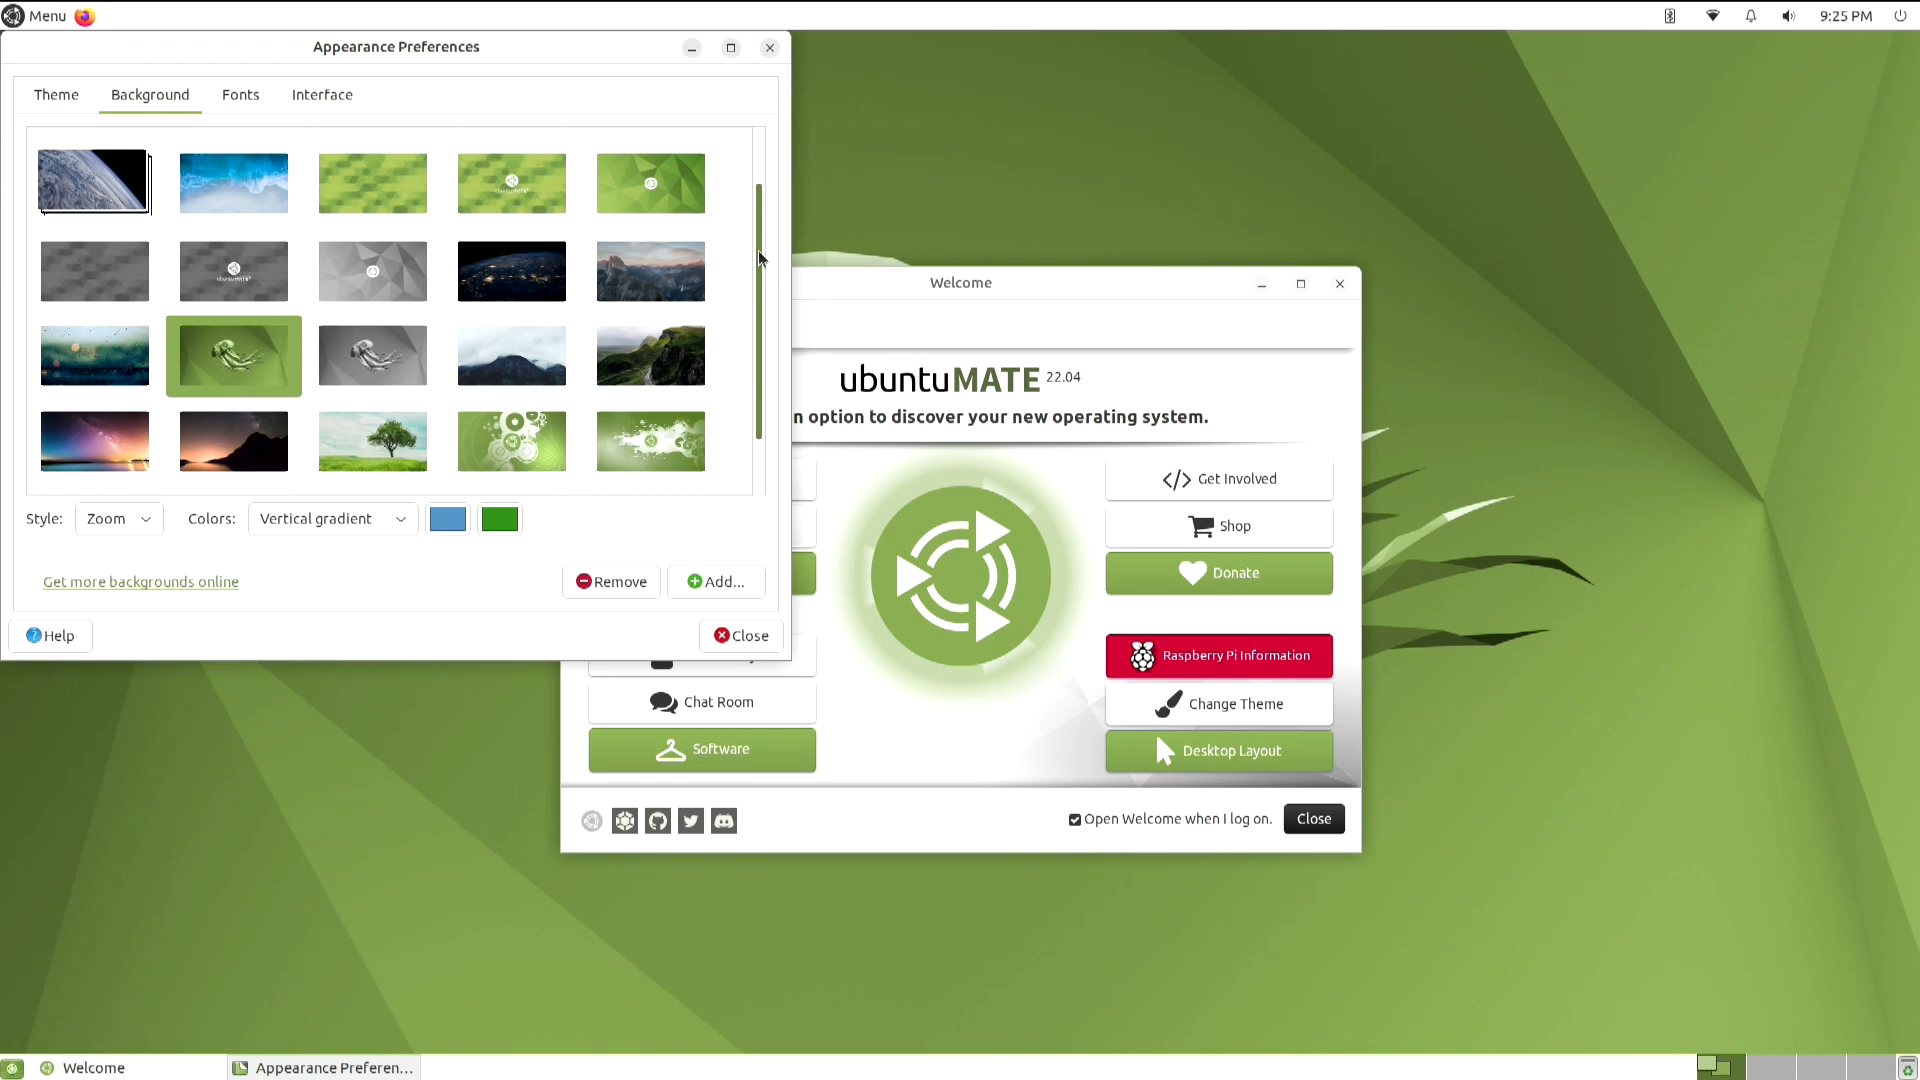 Menu
9:25 PM
Appearance Preferences
Theme Background Fonts Interface
Style: Zoom Colors: Vertical gradient
Get more backgrounds online
Remove Add...
Help Close
Welcome
ubuntuMATE 22.04
n option to discover your new operating system.
Get Involved
Shop
Donate
Raspberry Pi Information
Chat Room
Change Theme
Software
Desktop Layout
Open Welcome when I log on. Close
Welcome
Appearance Preferen...